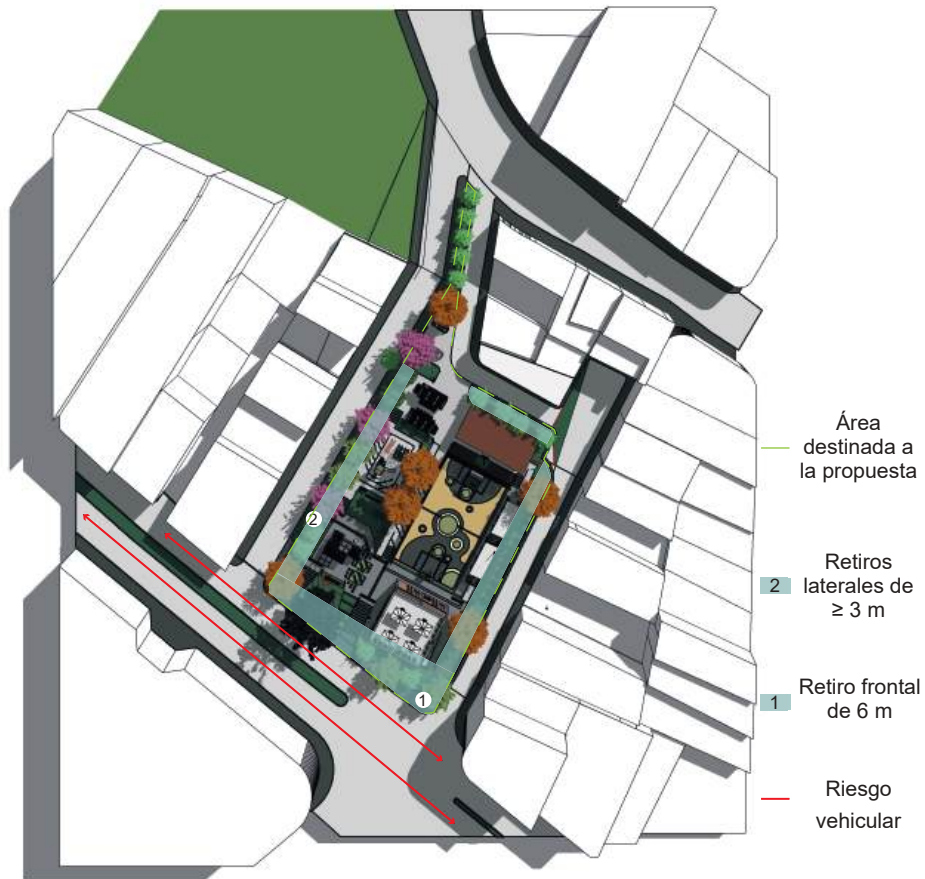 Área
destinada a
la propuesta
2
Retiros
laterales de
≥ 3 m
2
1
Retiro frontal
de 6 m
1
Riesgo
vehicular